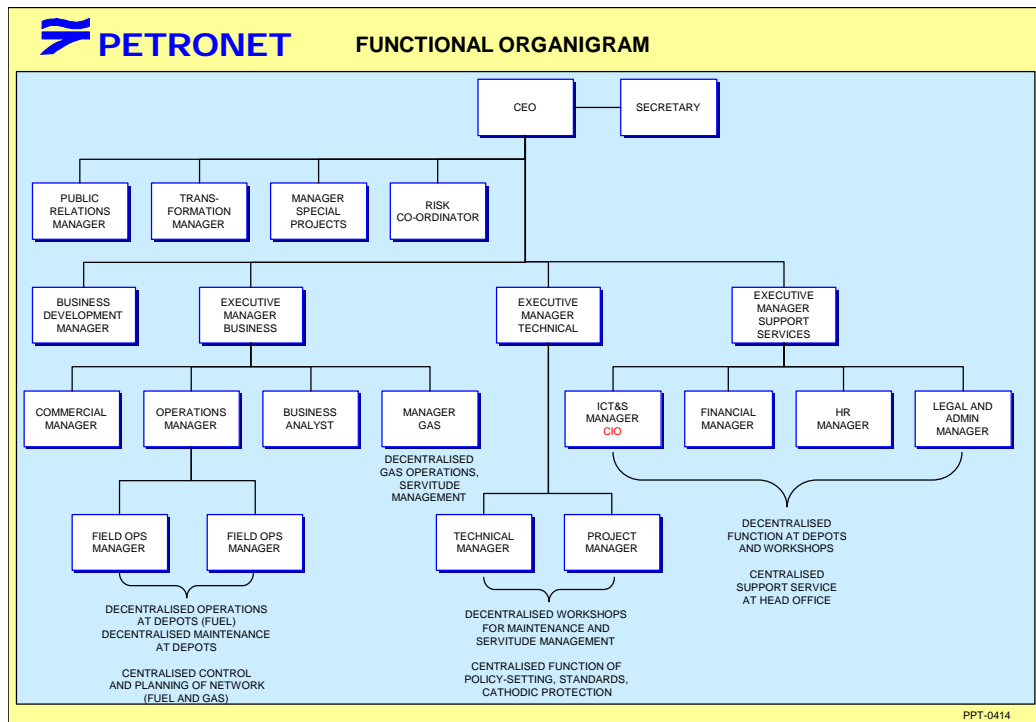 PETRONET
FUNCTIONAL ORGANIGRAM
CEO
SECRETARY
PUBLIC
RELATIONS
MANAGER
TRANS-
FORMATION
MANAGER
MANAGER
SPECIAL
PROJECTS
RISK
CO-ORDINATOR
BUSINESS
DEVELOPMENT
MANAGER
EXECUTIVE
MANAGER
BUSINESS
EXECUTIVE
MANAGER
TECHNICAL
EXECUTIVE
MANAGER
SUPPORT
SERVICES
COMMERCIAL
MANAGER
OPERATIONS
MANAGER
BUSINESS
ANALYST
MANAGER
GAS
DECENTRALISED
GAS OPERATIONS,
SERVITUDE
MANAGEMENT
ICT&S
MANAGER
CIO
FINANCIAL
MANAGER
HR
MANAGER
LEGAL AND
ADMIN
MANAGER
FIELD OPS
MANAGER
FIELD OPS
MANAGER
TECHNICAL
MANAGER
PROJECT
MANAGER
DECENTRALISED
FUNCTION AT DEPOTS
AND WORKSHOPS
CENTRALISED
SUPPORT SERVICE
AT HEAD OFFICE
DECENTRALISED OPERATIONS
AT DEPOTS (FUEL)
DECENTRALISED MAINTENANCE
AT DEPOTS
CENTRALISED CONTROL
AND PLANNING OF NETWORK
(FUEL AND GAS)
DECENTRALISED WORKSHOPS
FOR MAINTENANCE AND
SERVITUDE MANAGEMENT
CENTRALISED FUNCTION OF
POLICY-SETTING, STANDARDS,
CATHODIC PROTECTION
PPT-0414